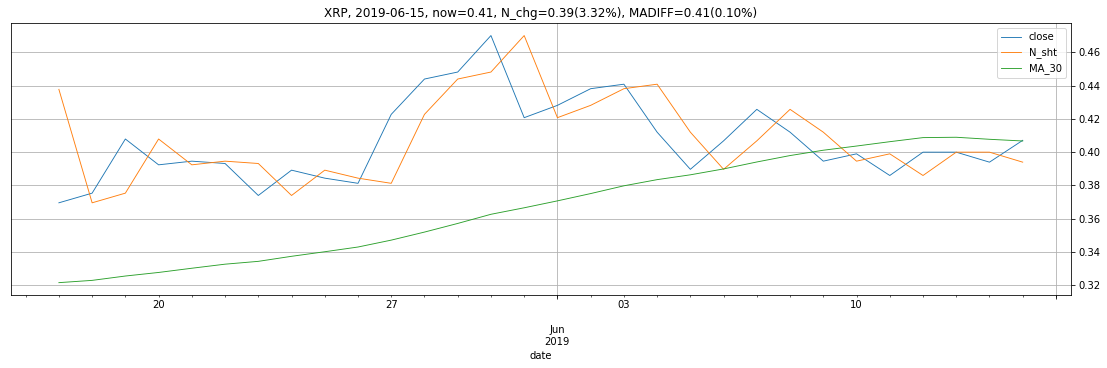 XRP, 2019-06-15, now=0.41, N_chg=0.39(3.32%), MADIFF=0.41(0.10%)
close
N_sht
MA_30
0.46
0.44
0.42
0.40
0.38
0.36
0.34
0.32
20
27
03
10
Jun
2019
date